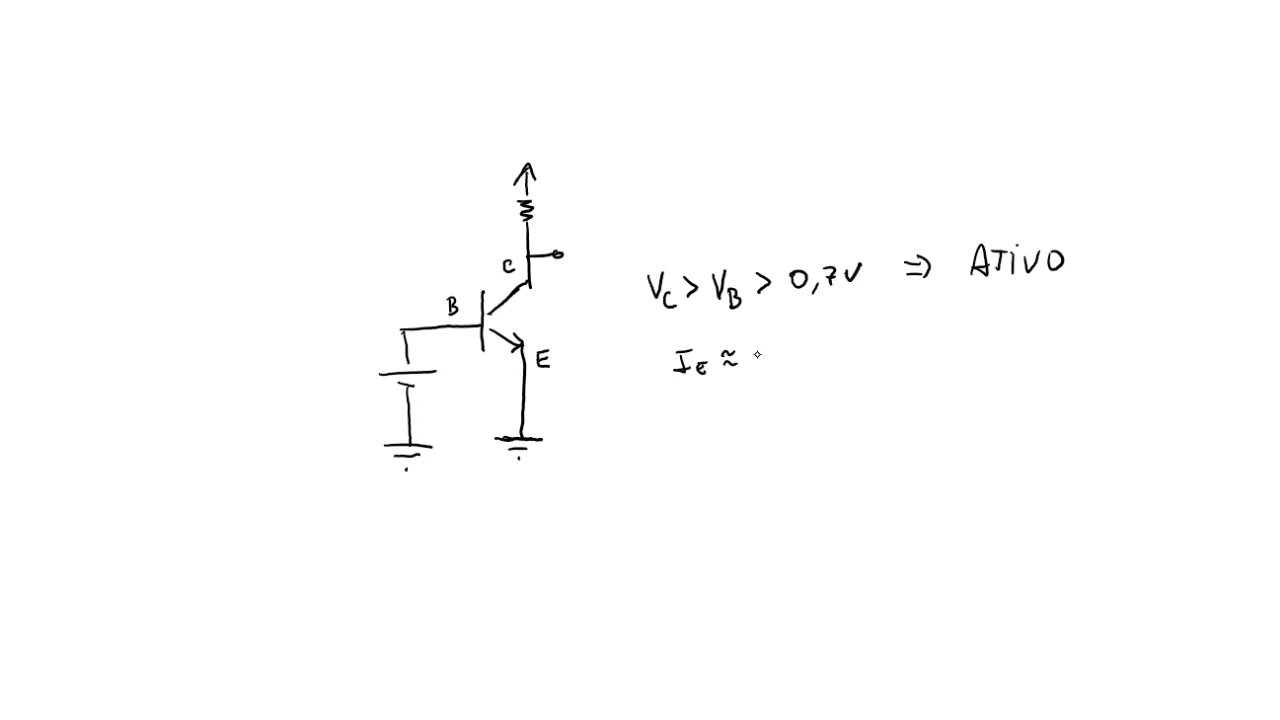 C
B
E
V_C > V_B > 0,7V ⇒ ATiVO
I_E ≈